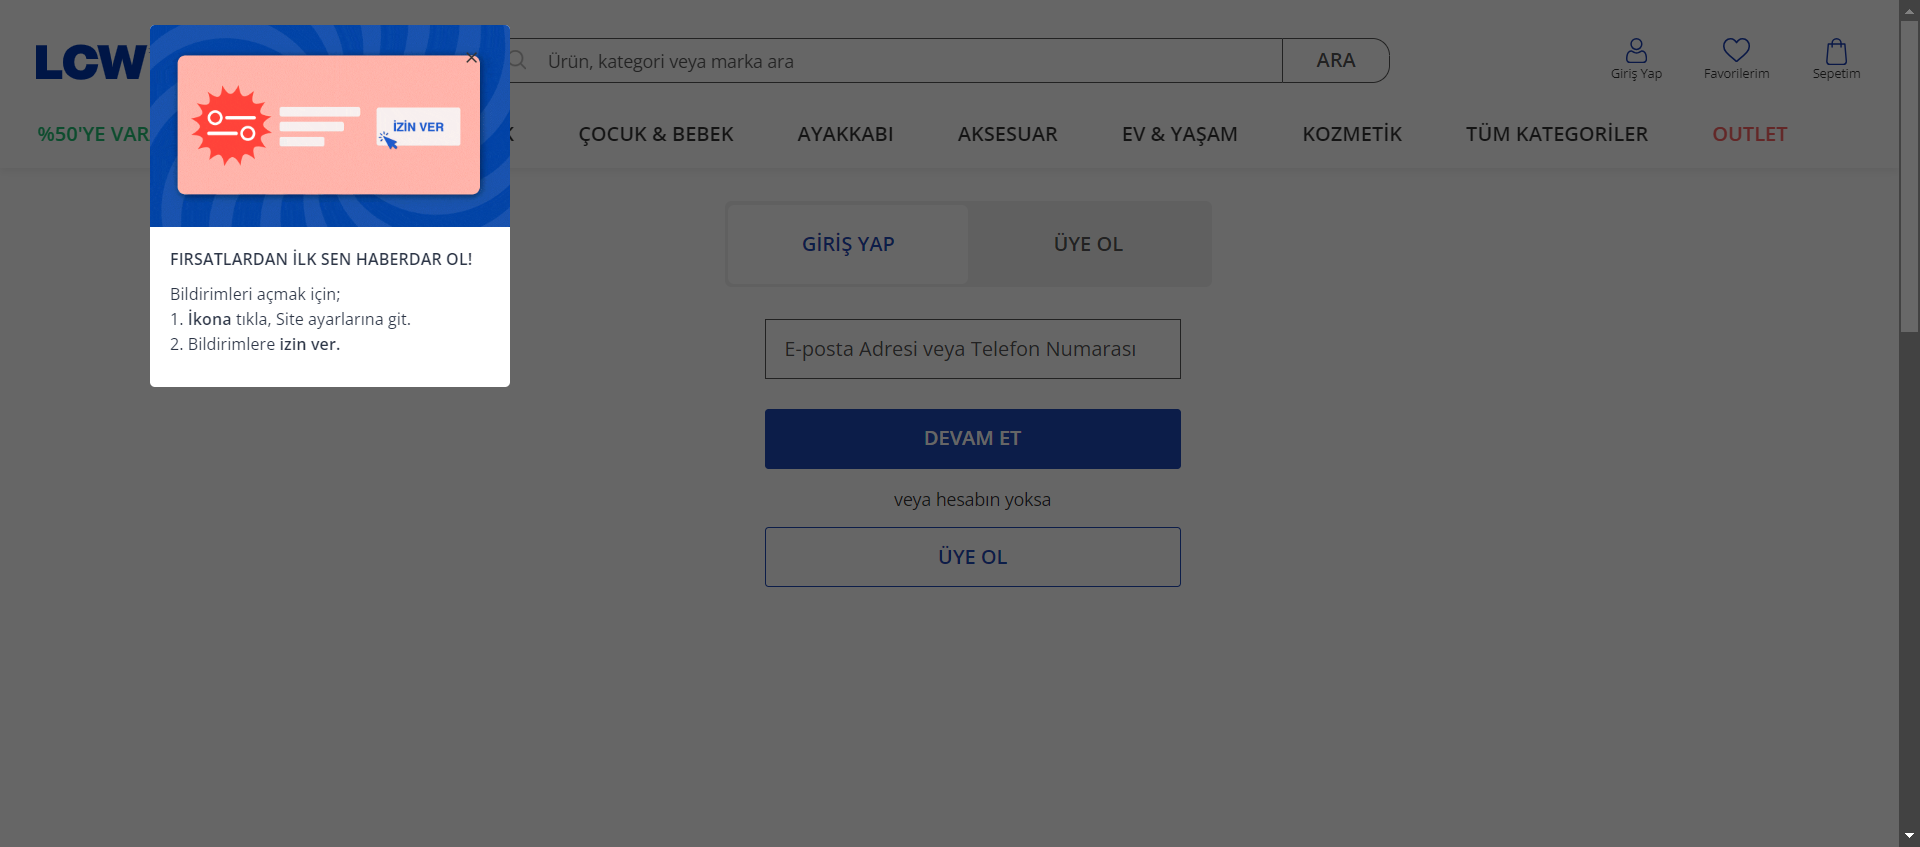 LCW
Ürün, kategori veya marka ara
ARA
Giriş Yap
Favorilerim
Sepetim
%50'YE VAR
K
ÇOCUK & BEBEK
AYAKKABI
AKSESUAR
EV & YAŞAM
KOZMETİK
TÜM KATEGORİLER
OUTLET
İZİN VER
FIRSATLARDAN İLK SEN HABERDAR OL!
Bildirimleri açmak için;
1. İkona tıkla, Site ayarlarına git.
2. Bildirimlere izin ver.
GİRİŞ YAP
ÜYE OL
E-posta Adresi veya Telefon Numarası
DEVAM ET
veya hesabın yoksa
ÜYE OL